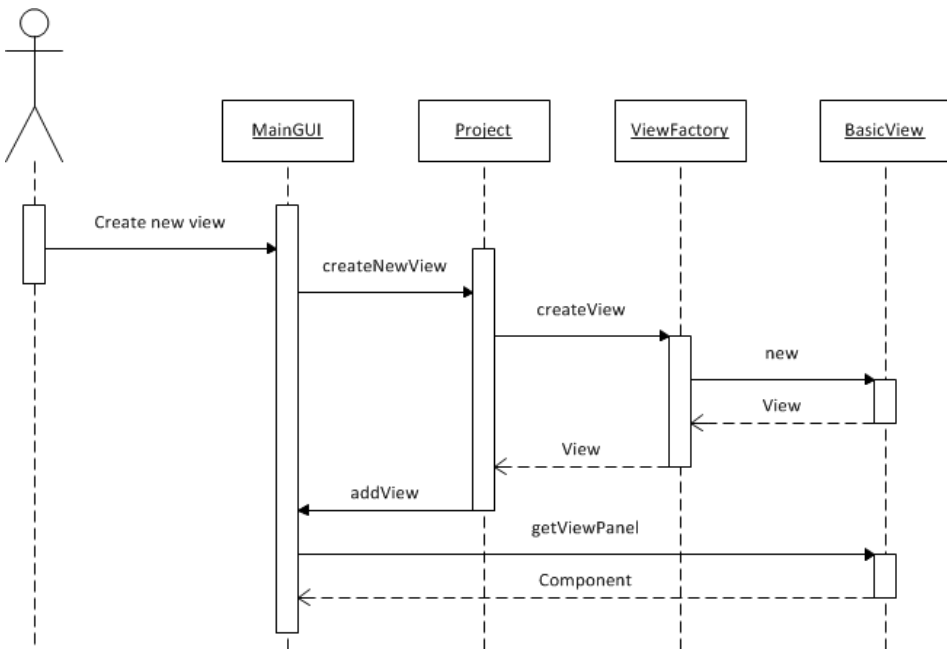 MainGUI
Project
ViewFactory
BasicView
Create new view
createNewView
createView
new
View
View
addView
getViewPanel
Component